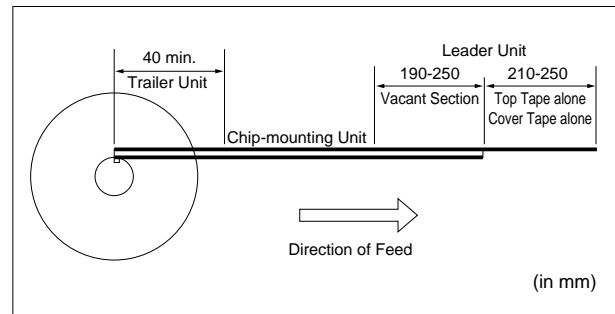 Leader Unit
40 min.
190-250
210-250
Trailer Unit
Vacant Section
Top Tape alone
Cover Tape alone
Chip-mounting Unit
Direction of Feed
(in mm)